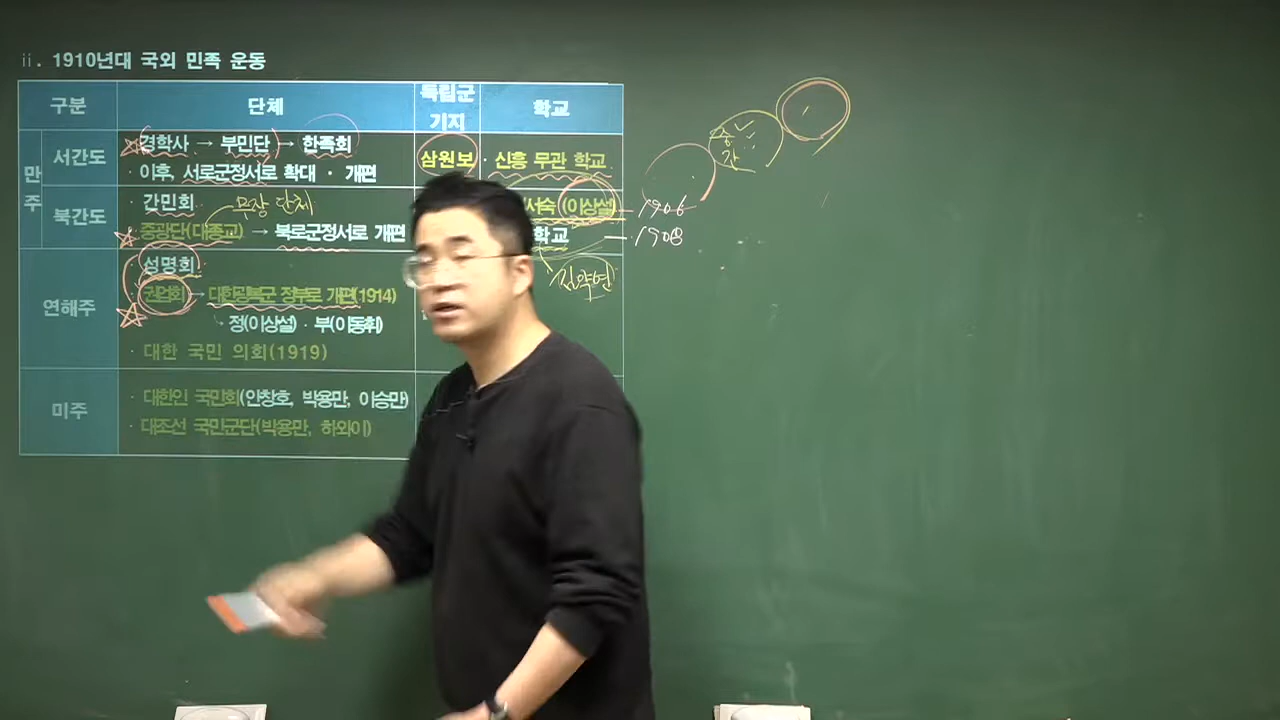 ii. 1910년대 국외 민족 운동
구분 단체 독립군 기지 학교
만주
서간도
경학사 → 부민단 → 한족회
· 이후, 서로군정서로 확대 · 개편
삼원보
· 신흥 무관 학교
북간도
· 간민회
무장 단체
· 중광단(대종교) → 북로군정서로 개편
서숙(이상설)
1906
학교
1908
김약연
연해주
· 성명회
· 권업회 → 대한광복군 정부로 개편(1914)
정(이상설) · 부(이동휘)
· 대한 국민 의회(1919)
미주
· 대한인 국민회(안창호, 박용만, 이승만)
· 대조선 국민군단(박용만, 하와이)